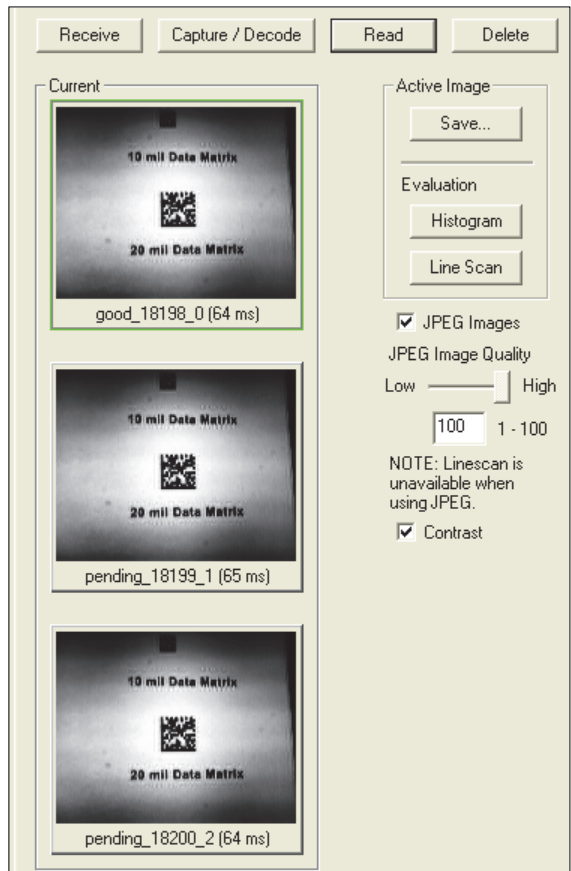 Receive Capture / Decode Read Delete
Current
10 mil Data Matrix
20 mil Data Matrix
good_18198_0 (64 ms)
10 mil Data Matrix
20 mil Data Matrix
pending_18199_1 (65 ms)
10 mil Data Matrix
20 mil Data Matrix
pending_18200_2 (64 ms)
Active Image
Save...
Evaluation
Histogram
Line Scan
JPEG Images
JPEG Image Quality
Low High
100 1 - 100
NOTE: Linescan is
unavailable when
using JPEG.
Contrast